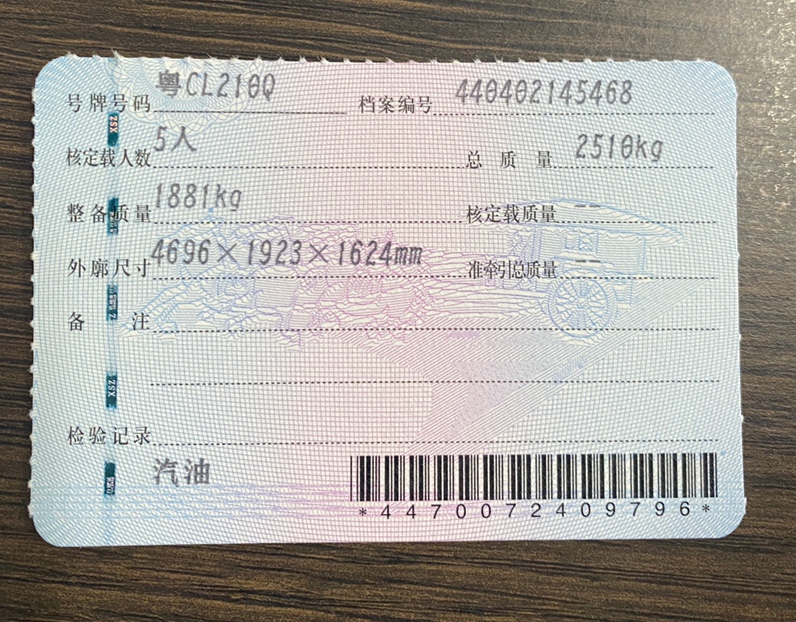 号牌号码 粤CL210Q 档案编号 440402145468
核定载人数 5人 总质量 2510kg
整备质量 1881kg 核定载质量 --
外廓尺寸 4696×1923×1624mm 准牵引总质量 --
备注
检验记录
汽油
*4470072409796*
ZSX
ZSX